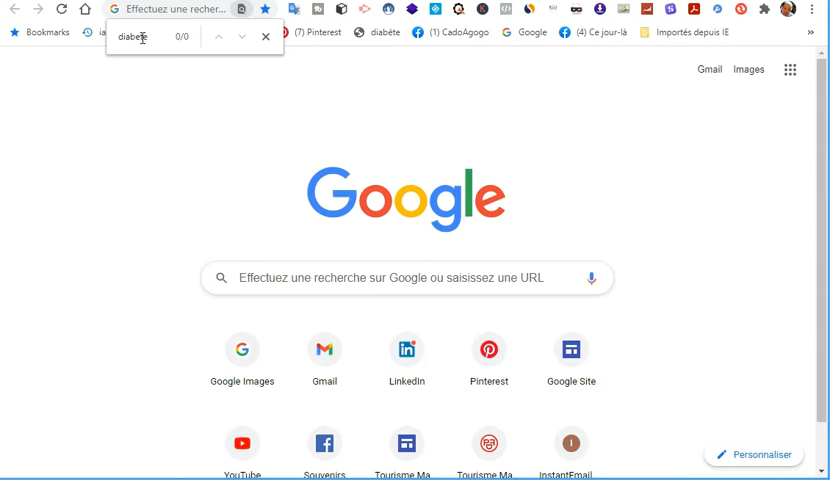 Effectuez une recher...
Bookmarks
(7) Pinterest
diabéte
(1) CadoAgogo
Google
(4) Ce jour-là
Importés depuis IE
»
diabete 0/0
Gmail Images
Google
Effectuez une recherche sur Google ou saisissez une URL
Google Images Gmail LinkedIn Pinterest Google Site
YouTube Souvenirs Tourisme Ma... Tourisme Ma... InstantEmail
Personnaliser